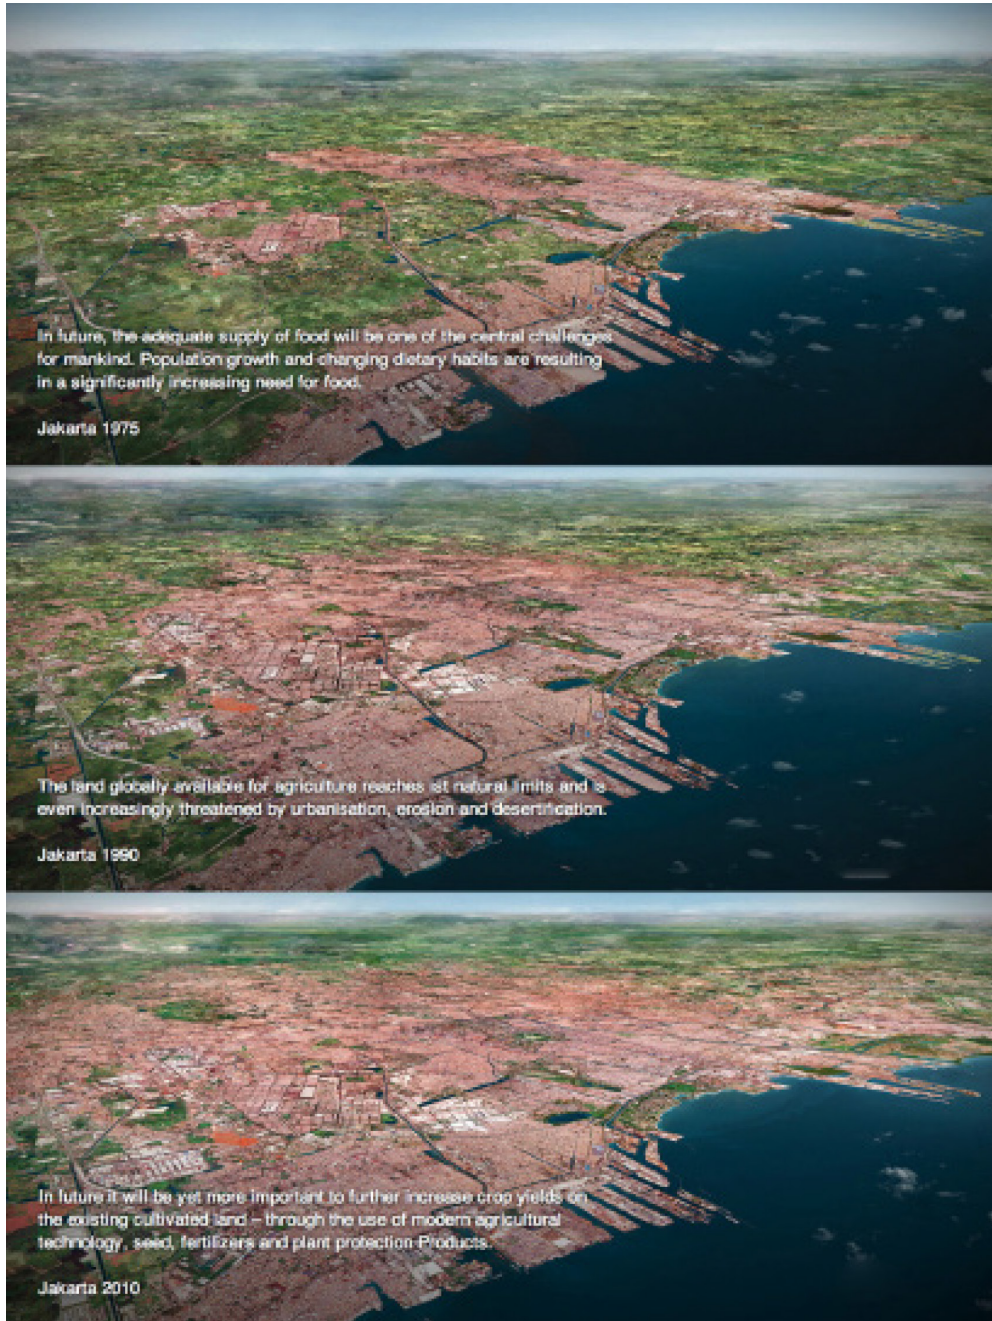 In future, the adequate supply of food will be one of the central challenges
for mankind. Population growth and changing dietary habits are resulting
in a significantly increasing need for food.
Jakarta 1975
The land globally available for agriculture reaches ist natural limits and is
even increasingly threatened by urbanisation, erosion and desertification.
Jakarta 1990
In future it will be yet more important to further increase crop yields on
the existing cultivated land – through the use of modern agricultural
technology, seed, fertilizers and plant protection Products.
Jakarta 2010